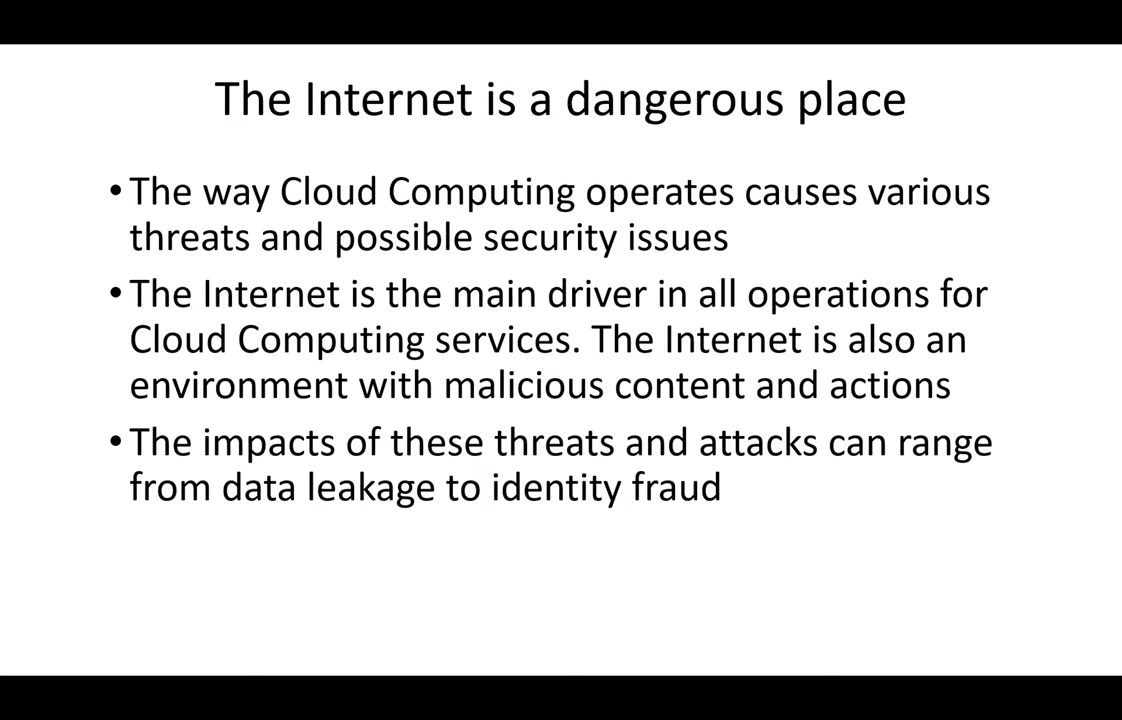 The Internet is a dangerous place
• The way Cloud Computing operates causes various
threats and possible security issues
• The Internet is the main driver in all operations for
Cloud Computing services. The Internet is also an
environment with malicious content and actions
• The impacts of these threats and attacks can range
from data leakage to identity fraud